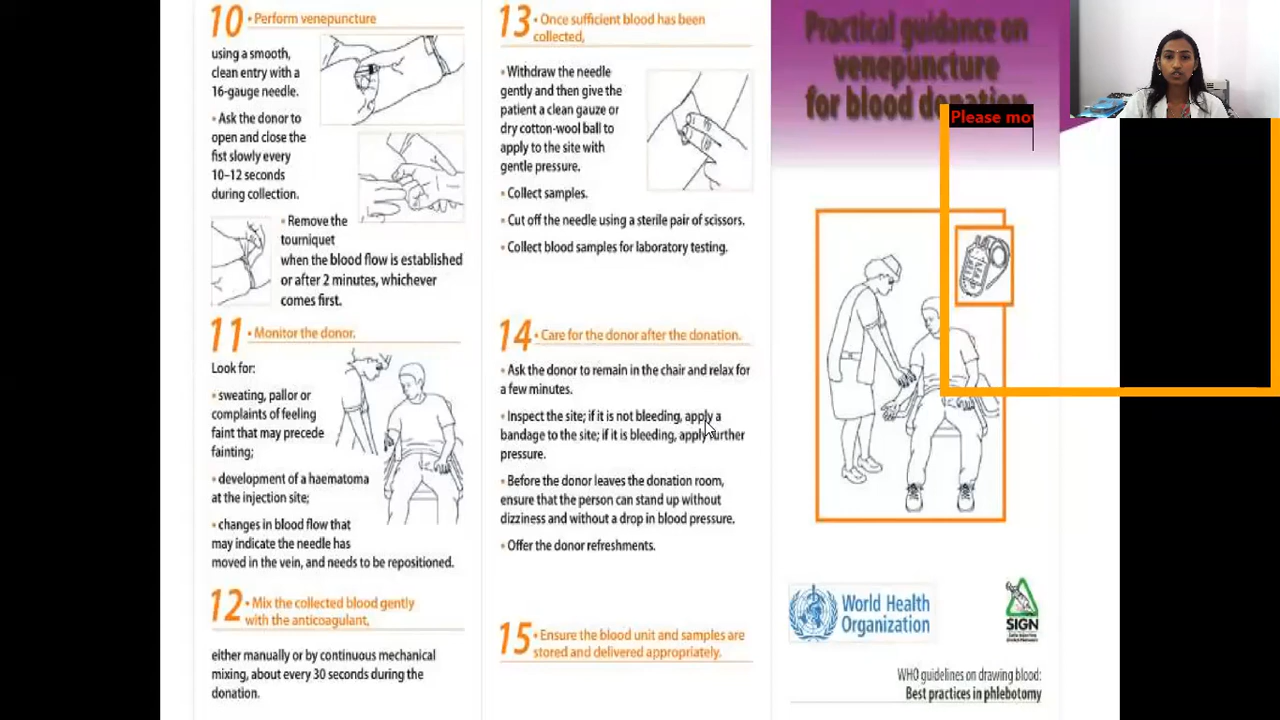 10 • Perform venepuncture
using a smooth,
clean entry with a
16-gauge needle.
• Ask the donor to
open and close the
fist slowly every
10–12 seconds
during collection.
• Remove the
tourniquet
when the blood flow is established
or after 2 minutes, whichever
comes first.
11 • Monitor the donor.
Look for:
• sweating, pallor or
complaints of feeling
faint that may precede
fainting;
• development of a haematoma
at the injection site;
• changes in blood flow that
may indicate the needle has
moved in the vein, and needs to be repositioned.
12 • Mix the collected blood gently
with the anticoagulant,
either manually or by continuous mechanical
mixing, about every 30 seconds during the
donation.
13 • Once sufficient blood has been
collected,
• Withdraw the needle
gently and then give the
patient a clean gauze or
dry cotton-wool ball to
apply to the site with
gentle pressure.
• Collect samples.
• Cut off the needle using a sterile pair of scissors.
• Collect blood samples for laboratory testing.
14 • Care for the donor after the donation.
• Ask the donor to remain in the chair and relax for
a few minutes.
• Inspect the site; if it is not bleeding, apply a
bandage to the site; if it is bleeding, apply further
pressure.
• Before the donor leaves the donation room,
ensure that the person can stand up without
dizziness and without a drop in blood pressure.
• Offer the donor refreshments.
15 • Ensure the blood unit and samples are
stored and delivered appropriately.
Practical guidance on
venepuncture
for blood donation
Please mo
World Health
Organization
SIGN
WHO guidelines on drawing blood:
Best practices in phlebotomy